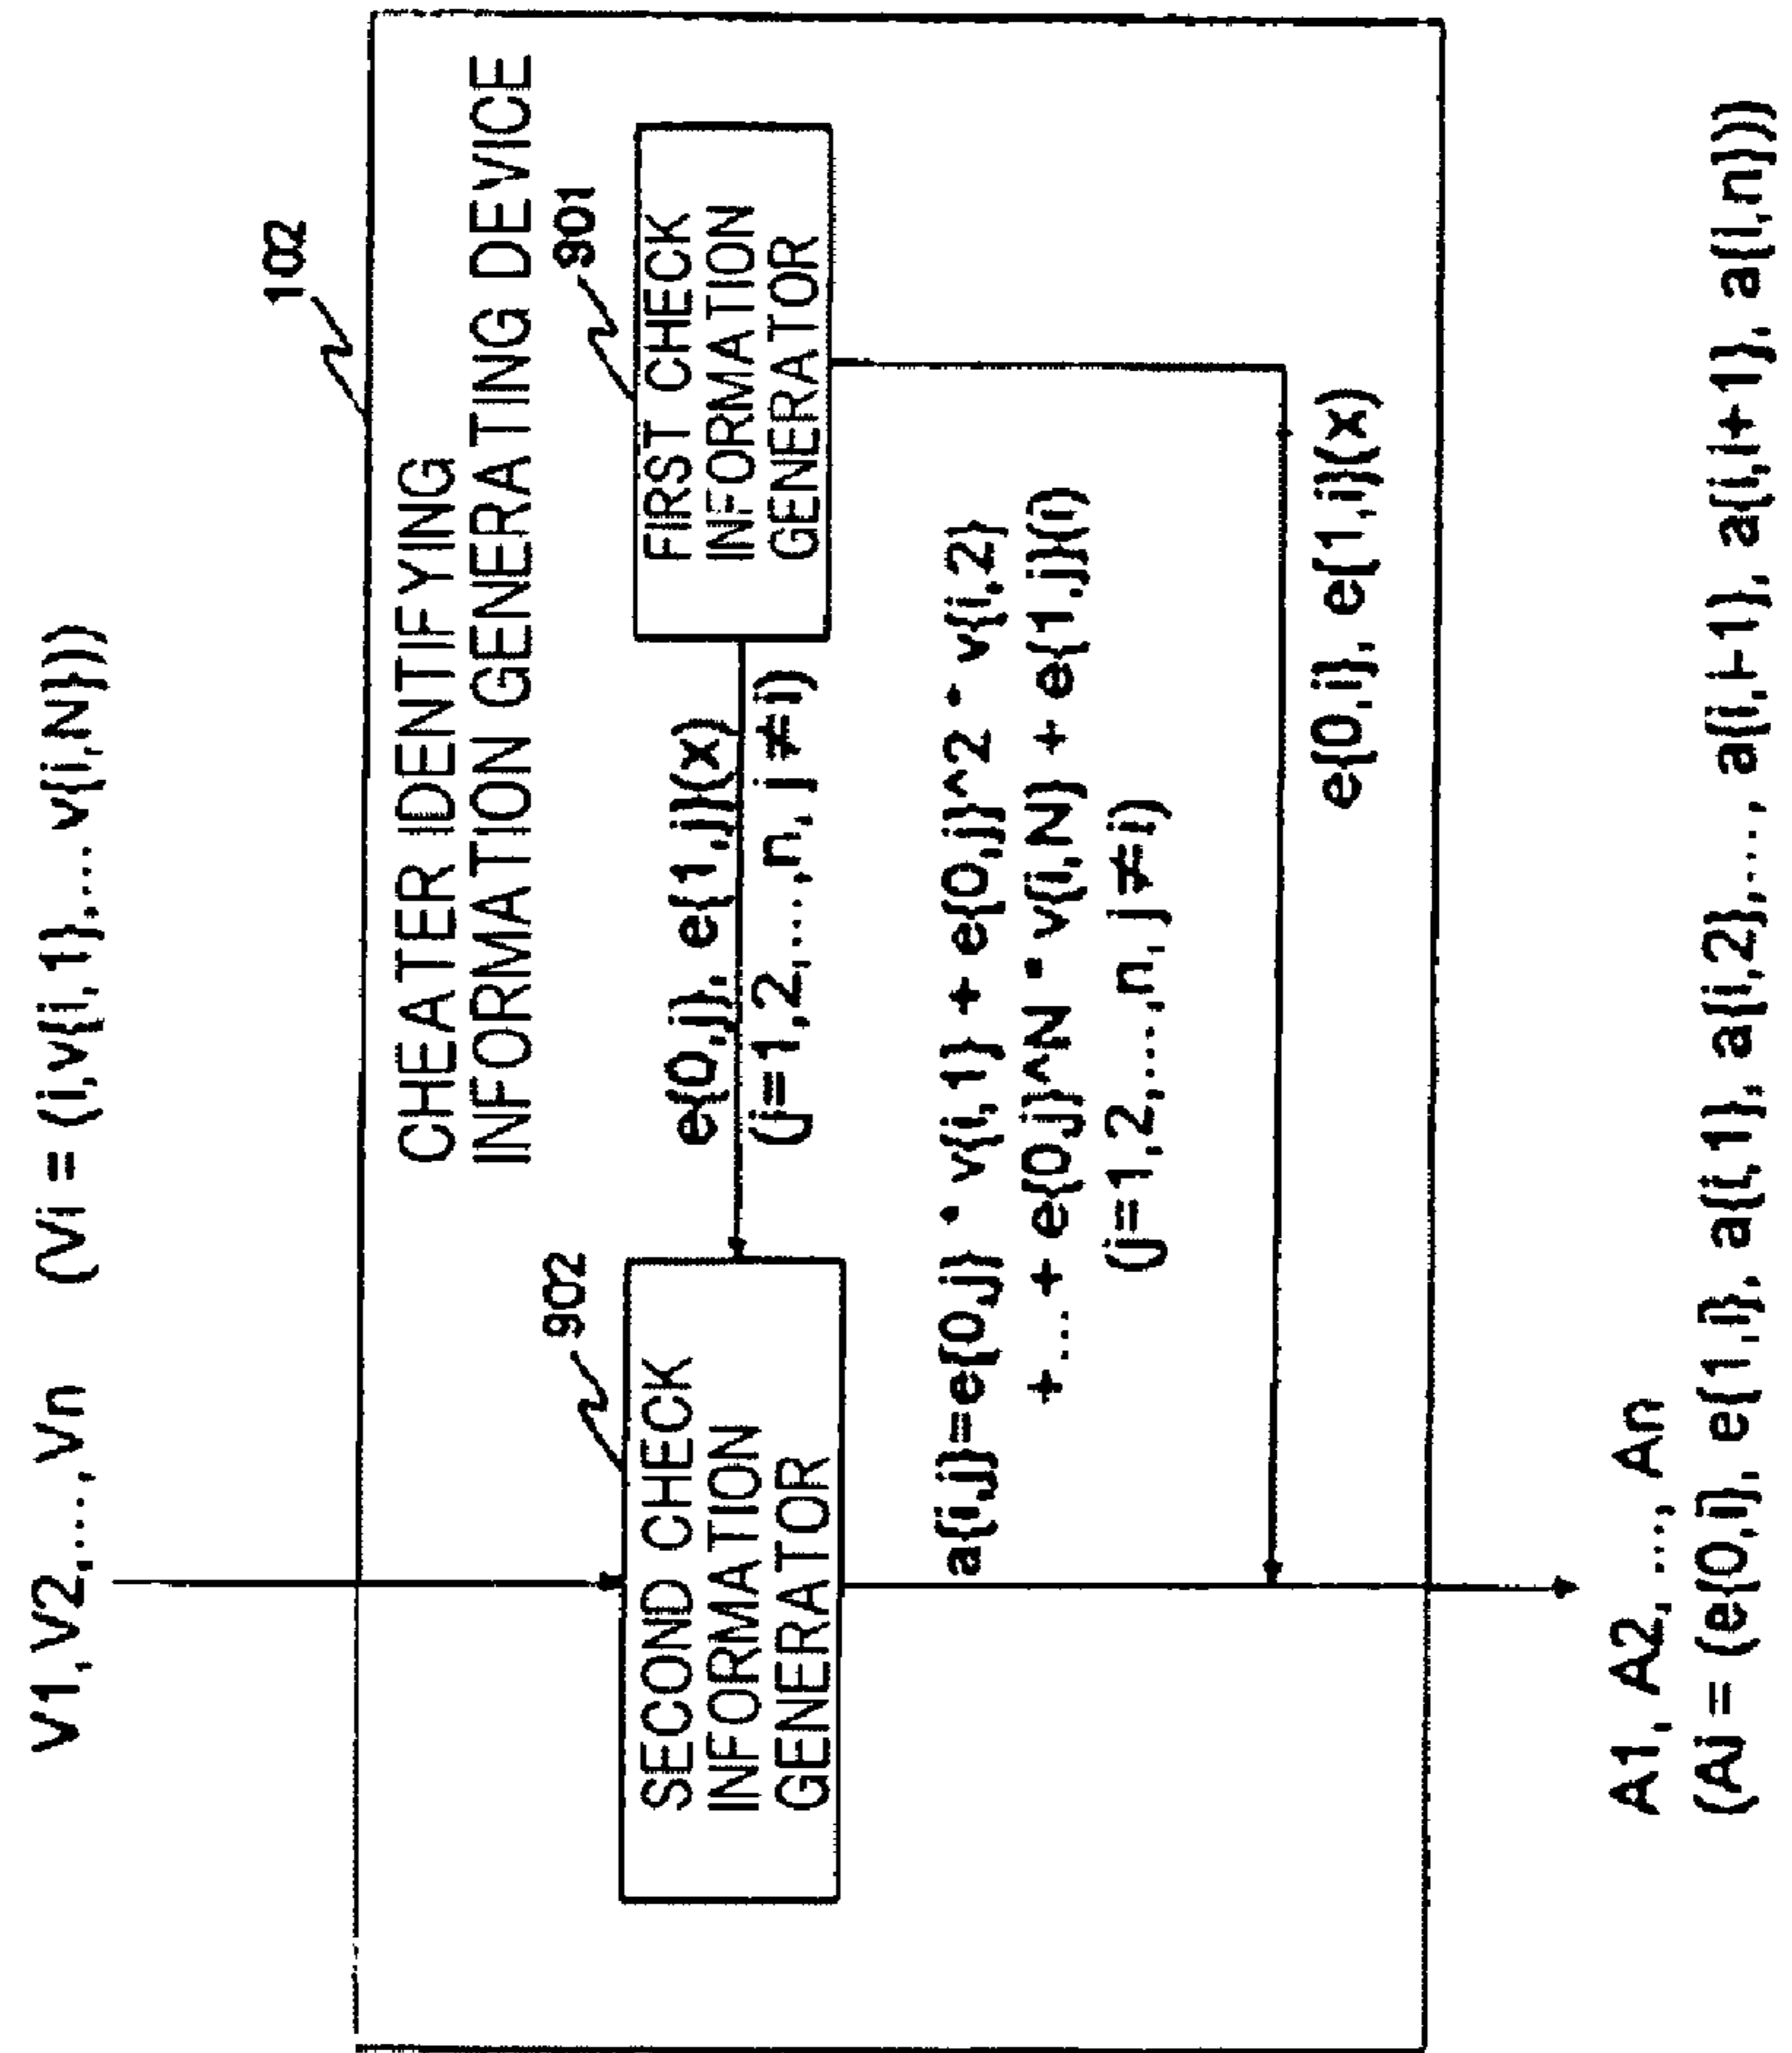 V1,V2,...,Vn (Vi = (i,v{i,1},...v{i,N}))
102
CHEATER IDENTIFYING
INFORMATION GENERATING DEVICE
902
901
SECOND CHECK
INFORMATION
GENERATOR
e{0,j}, e{1,j}(x)
(j=1,2,...,n, j≠i)
FIRST CHECK
INFORMATION
GENERATOR
a{i,j}=e{0,j} * v{i,1} + e{0,j}^2 * v{i,2}
+...+ e{0,j}^N * v{i,N} + e{1,j}(i)
(j=1,2,...,n, j≠i)
e{0,i}, e{1,i}(x)
A1, A2, ..., An
(Ai = (e{0,i}, e{1,i}, a{i,1}, a{i,2},..., a{i,i-1}, a{i,i+1}, a{i,n}))